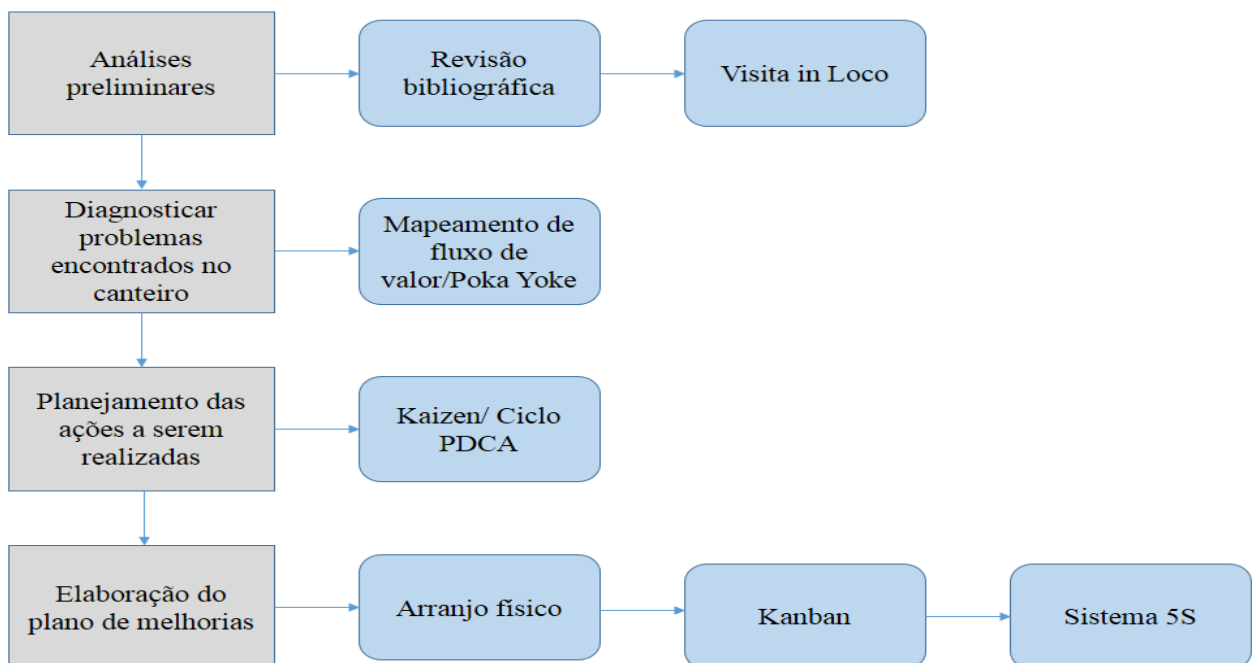 Análises
preliminares
Revisão
bibliográfica
Visita in Loco
Diagnosticar
problemas
encontrados no
canteiro
Mapeamento de
fluxo de
valor/Poka Yoke
Planejamento das
ações a serem
realizadas
Kaizen/ Ciclo
PDCA
Elaboração do
plano de melhorias
Arranjo físico
Kanban
Sistema 5S